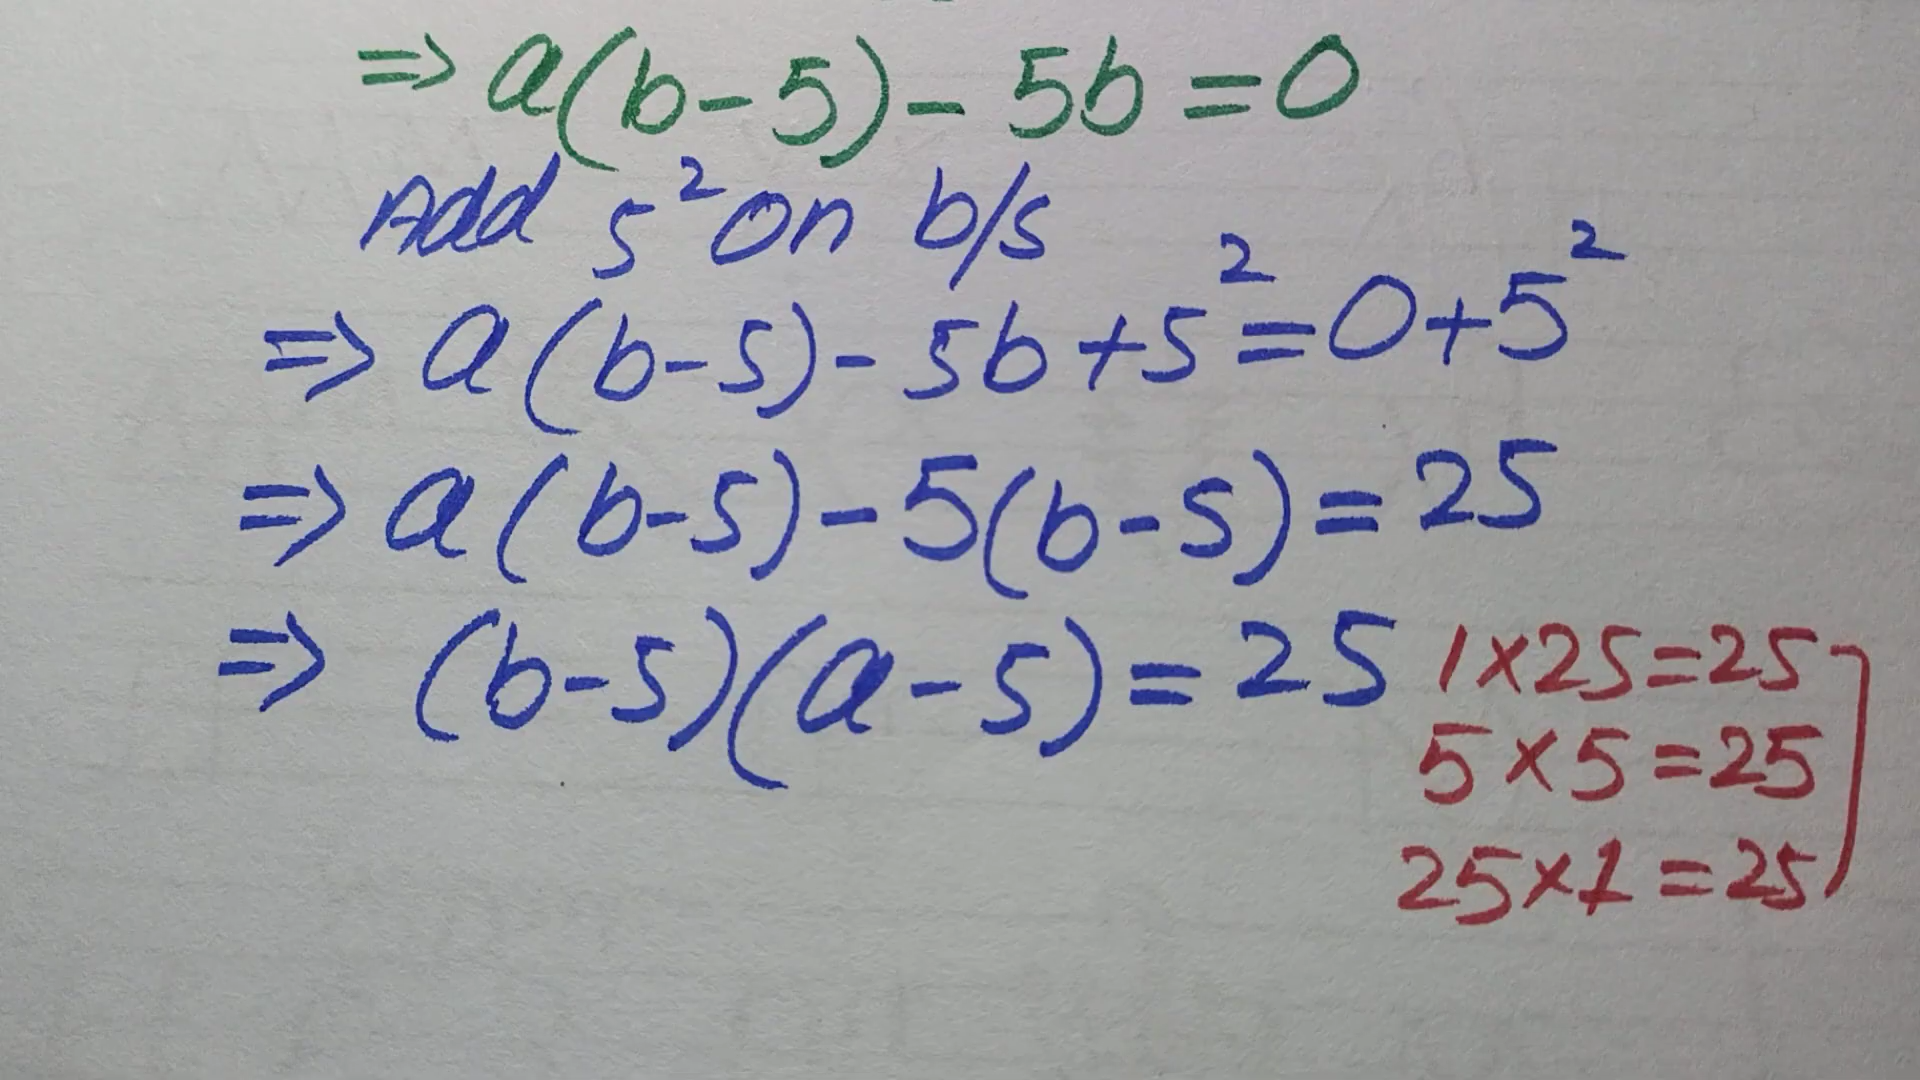 ⇒ a(b-5) - 5b = 0
Add 5² on b/s
⇒ a(b-5) - 5b + 5² = 0 + 5²
⇒ a(b-5) - 5(b-5) = 25
⇒ (b-5)(a-5) = 25
1×25=25
5×5=25
25×1=25